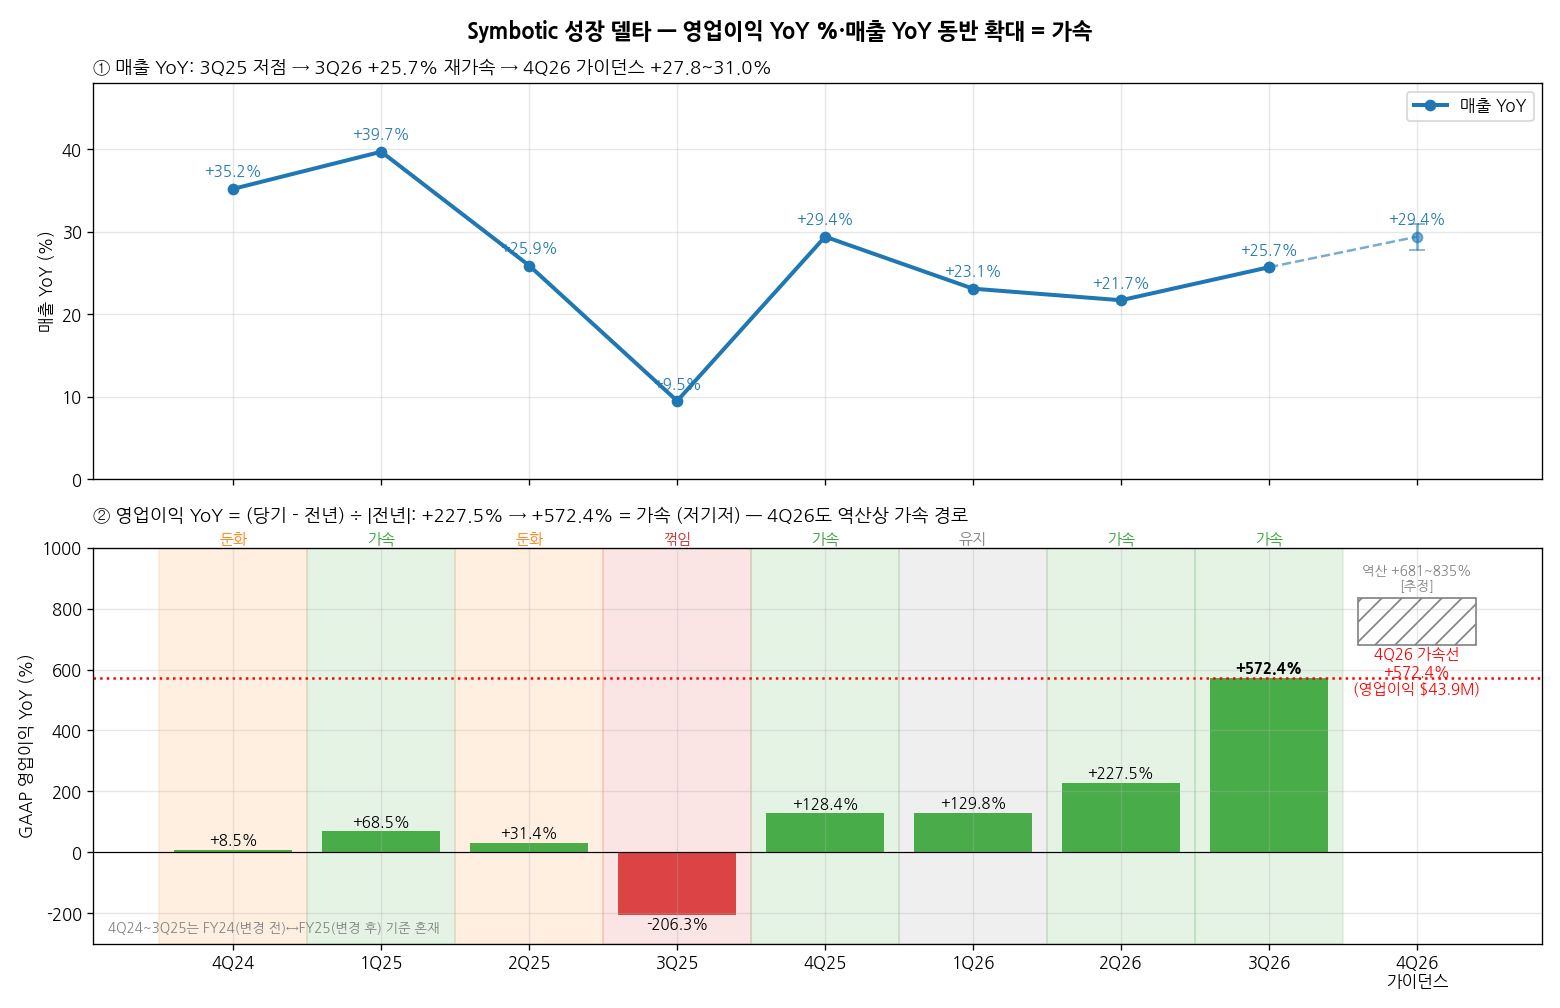 Symbotic 성장 델타 — 영업이익 YoY %·매출 YoY 동반 확대 = 가속
① 매출 YoY: 3Q25 저점 → 3Q26 +25.7% 재가속 → 4Q26 가이던스 +27.8~31.0%
매출 YoY
매출 YoY (%)
40
30
20
10
0
+35.2%
+39.7%
+25.9%
+9.5%
+29.4%
+23.1%
+21.7%
+25.7%
+29.4%
② 영업이익 YoY = (당기 - 전년) ÷ |전년|: +227.5% → +572.4% = 가속 (저기저) — 4Q26도 역산상 가속 경로
둔화 가속 둔화 꺾임 가속 유지 가속 가속
GAAP 영업이익 YoY (%)
1000
800
600
400
200
0
-200
+8.5%
+68.5%
+31.4%
-206.3%
+128.4%
+129.8%
+227.5%
+572.4%
역산 +681~835%
[추정]
4Q26 가속선
+572.4%
(영업이익 $43.9M)
4Q24~3Q25는 FY24(변경 전)↔FY25(변경 후) 기준 혼재
4Q24 1Q25 2Q25 3Q25 4Q25 1Q26 2Q26 3Q26 4Q26
가이던스